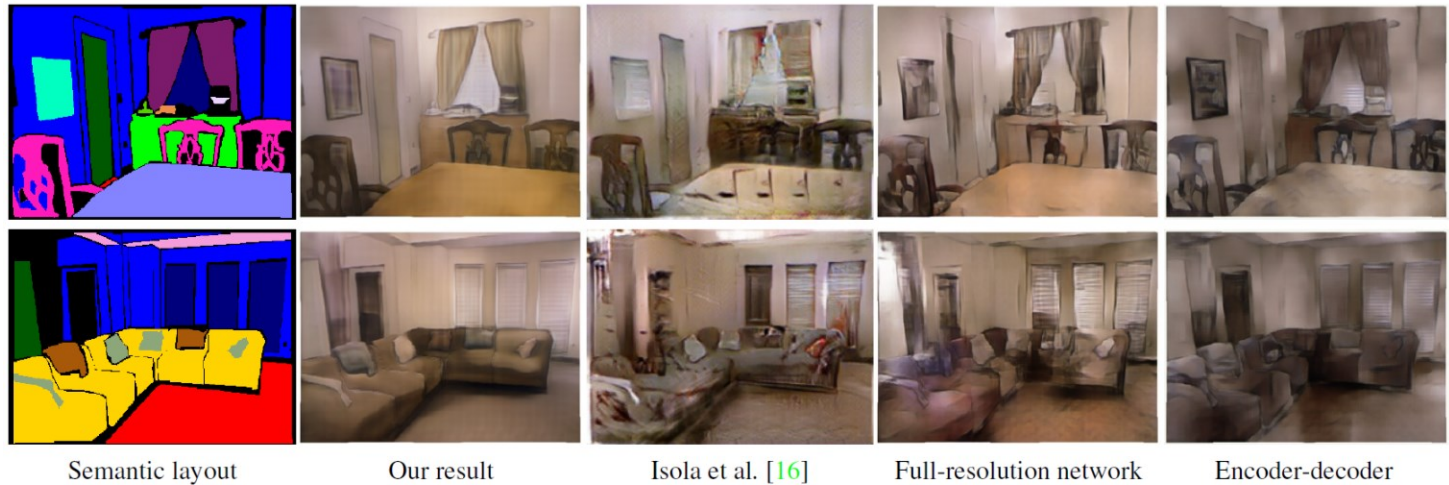 Semantic layout Our result Isola et al. [16] Full-resolution network Encoder-decoder